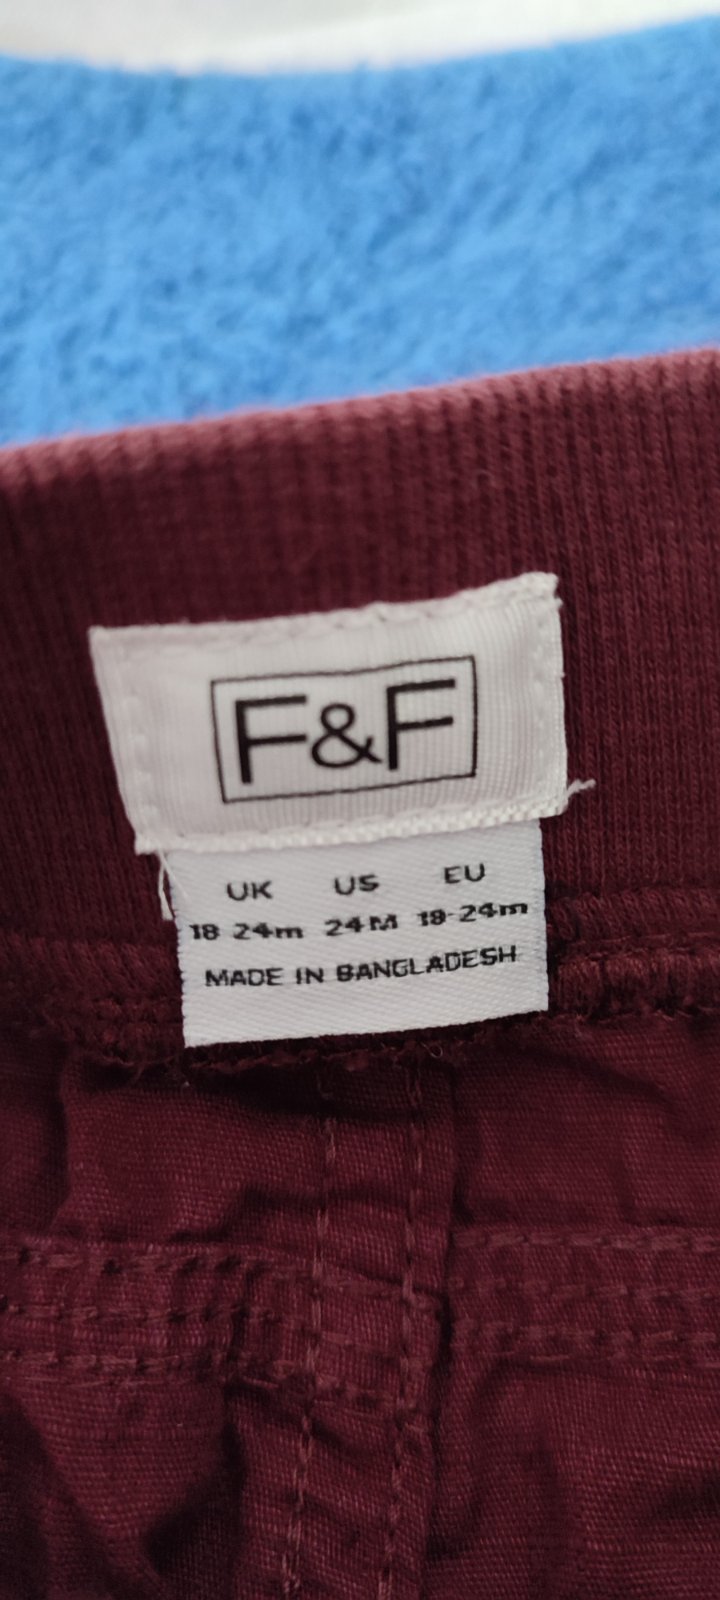 F&F
UK US EU
18-24m 24M 18-24m
MADE IN BANGLADESH